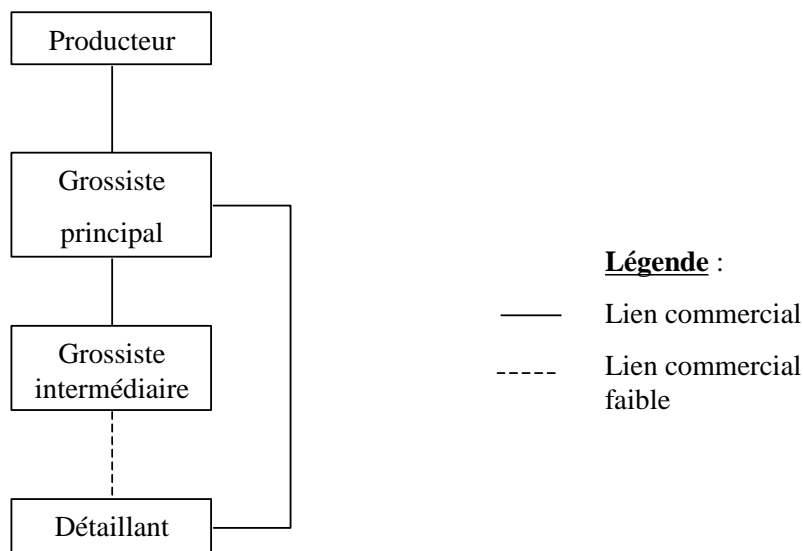 Producteur
Grossiste
principal
Grossiste
intermédiaire
Détaillant
Légende :
Lien commercial
Lien commercial
faible